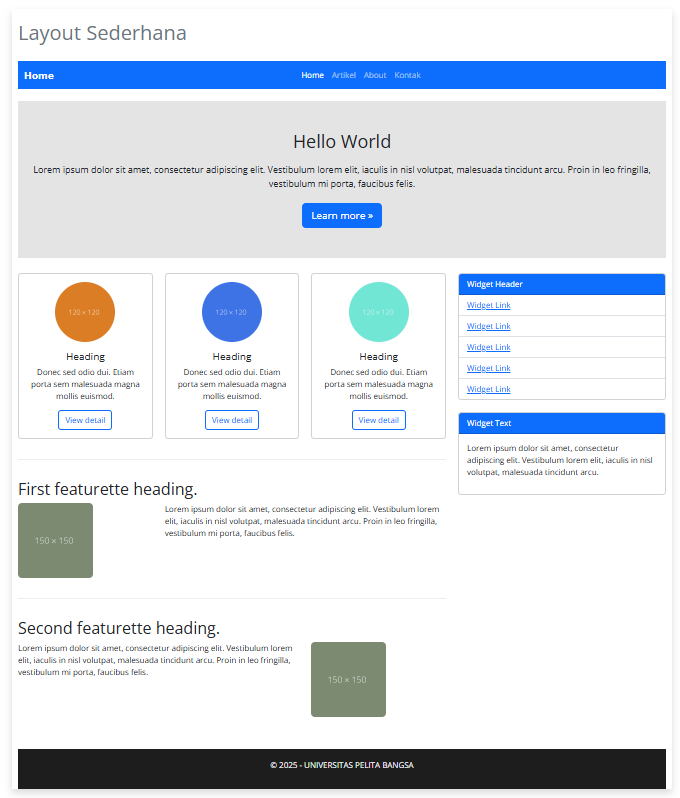 Layout Sederhana
Home
Home Artikel About Kontak
Hello World
Lorem ipsum dolor sit amet, consectetur adipiscing elit. Vestibulum lorem elit, iaculis in nisl volutpat, malesuada tincidunt arcu. Proin in leo fringilla,
vestibulum mi porta, faucibus felis.
Learn more »
120 × 120
Heading
Donec sed odio dui. Etiam
porta sem malesuada magna
mollis euismod.
View detail
120 × 120
Heading
Donec sed odio dui. Etiam
porta sem malesuada magna
mollis euismod.
View detail
120 × 120
Heading
Donec sed odio dui. Etiam
porta sem malesuada magna
mollis euismod.
View detail
Widget Header
Widget Link
Widget Link
Widget Link
Widget Link
Widget Link
Widget Text
Lorem ipsum dolor sit amet, consectetur
adipiscing elit. Vestibulum lorem elit, iaculis in nisl
volutpat, malesuada tincidunt arcu.
First featurette heading.
150 × 150
Lorem ipsum dolor sit amet, consectetur adipiscing elit. Vestibulum lorem
elit, iaculis in nisl volutpat, malesuada tincidunt arcu. Proin in leo fringilla,
vestibulum mi porta, faucibus felis.
Second featurette heading.
Lorem ipsum dolor sit amet, consectetur adipiscing elit. Vestibulum lorem
elit, iaculis in nisl volutpat, malesuada tincidunt arcu. Proin in leo fringilla,
vestibulum mi porta, faucibus felis.
150 × 150
© 2025 - UNIVERSITAS PELITA BANGSA